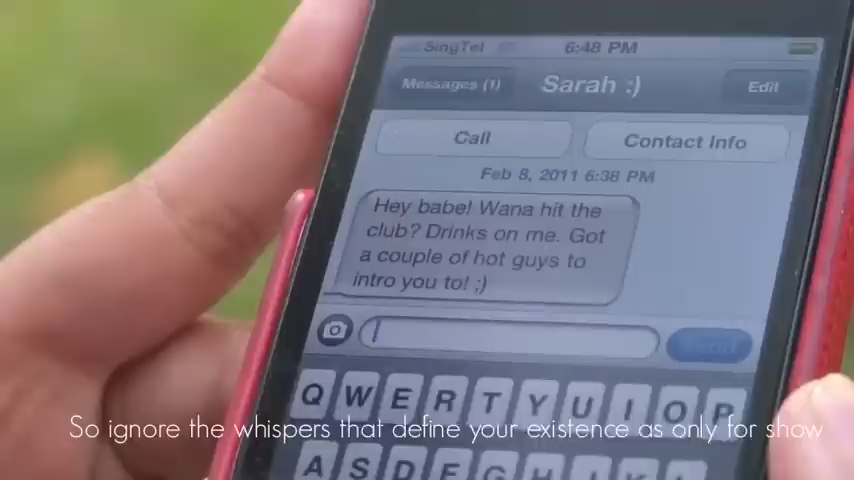 SingTel 6:48 PM
Messages (1) Sarah :) Edit
Call Contact Info
Feb 8, 2011 6:38 PM
Hey babe! Wana hit the
club? Drinks on me. Got
a couple of hot guys to
intro you to! ;)
Send
Q W E R T Y U I O P
So ignore the whispers that define your existence as only for show
A S D F G H J K L